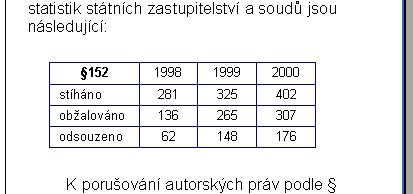 statistik státních zastupitelství a soudů jsou
následující:
§152 1998 1999 2000
stíháno 281 325 402
obžalováno 136 265 307
odsouzeno 62 148 176
K porušování autorských práv podle §